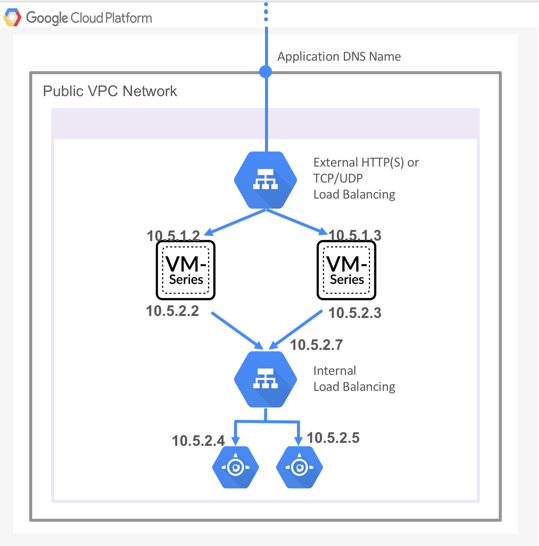 Google Cloud Platform
Application DNS Name
Public VPC Network
External HTTP(S) or
TCP/UDP
Load Balancing
10.5.1.2
10.5.1.3
VM-
Series
VM-
Series
10.5.2.2
10.5.2.3
10.5.2.7
Internal
Load Balancing
10.5.2.4
10.5.2.5